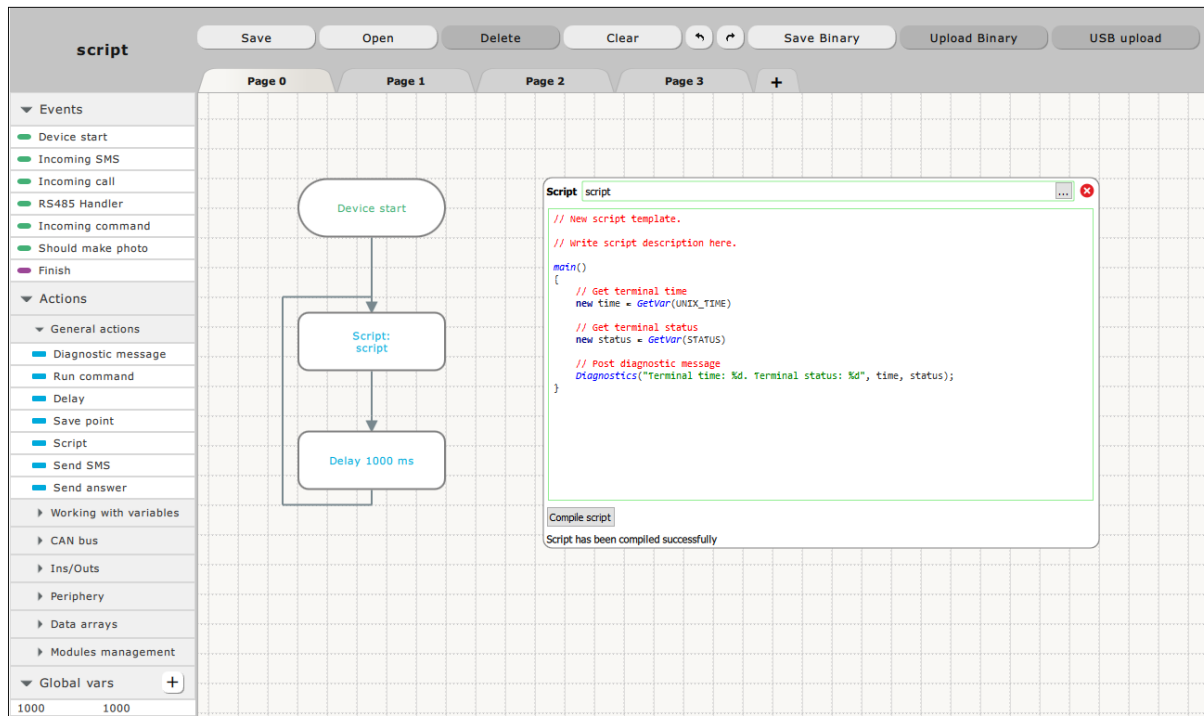 script
Save
Open
Delete
Clear
Save Binary
Upload Binary
USB upload
Page 0
Page 1
Page 2
Page 3
+
Events
Device start
Incoming SMS
Incoming call
RS485 Handler
Incoming command
Should make photo
Finish
Actions
General actions
Diagnostic message
Run command
Delay
Save point
Script
Send SMS
Send answer
Working with variables
CAN bus
Ins/Outs
Periphery
Data arrays
Modules management
Global vars +
1000 1000
Device start
Script:
script
Delay 1000 ms
Script script ...
// New script template.
// Write script description here.
main()
{
// Get terminal time
new time = GetVar(UNIX_TIME)
// Get terminal status
new status = GetVar(STATUS)
// Post diagnostic message
Diagnostics("Terminal time: %d. Terminal status: %d", time, status);
}
Compile script
Script has been compiled successfully